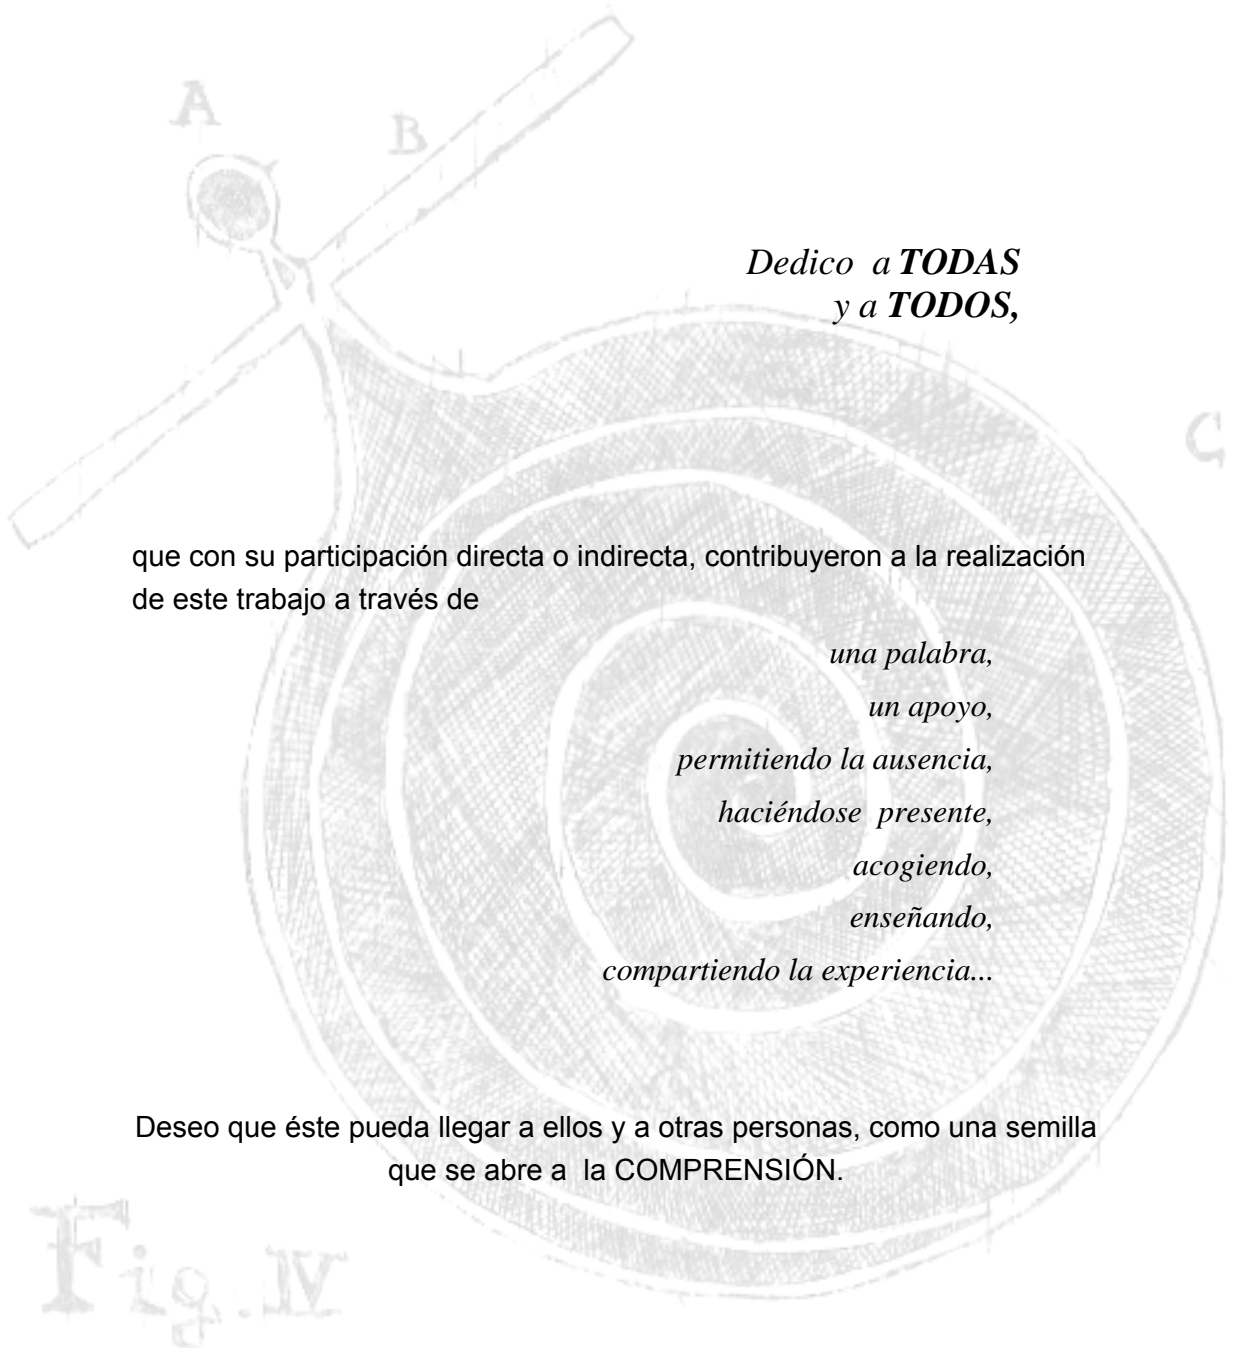 A
B
Dedico a TODAS
y a TODOS,
C
que con su participación directa o indirecta, contribuyeron a la realización
de este trabajo a través de
una palabra,
un apoyo,
permitiendo la ausencia,
haciéndose presente,
acogiendo,
enseñando,
compartiendo la experiencia...
Deseo que éste pueda llegar a ellos y a otras personas, como una semilla
que se abre a la COMPRENSIÓN.
Fig. IV